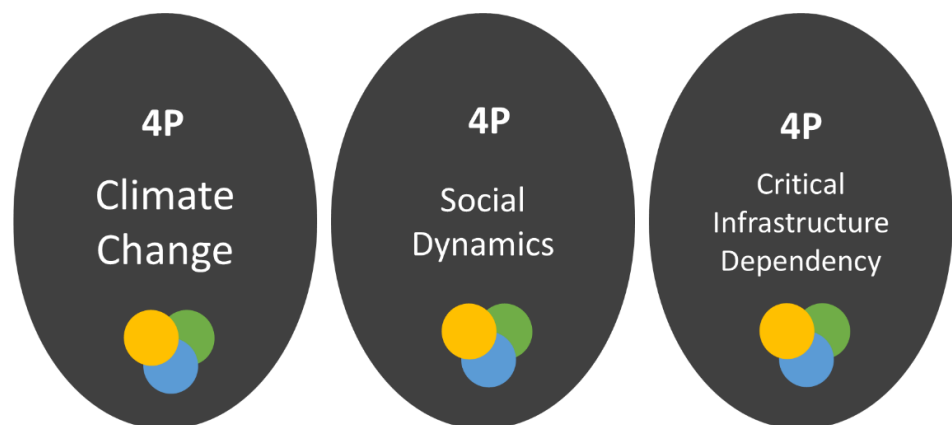 4P
Climate
Change
4P
Social
Dynamics
4P
Critical
Infrastructure
Dependency